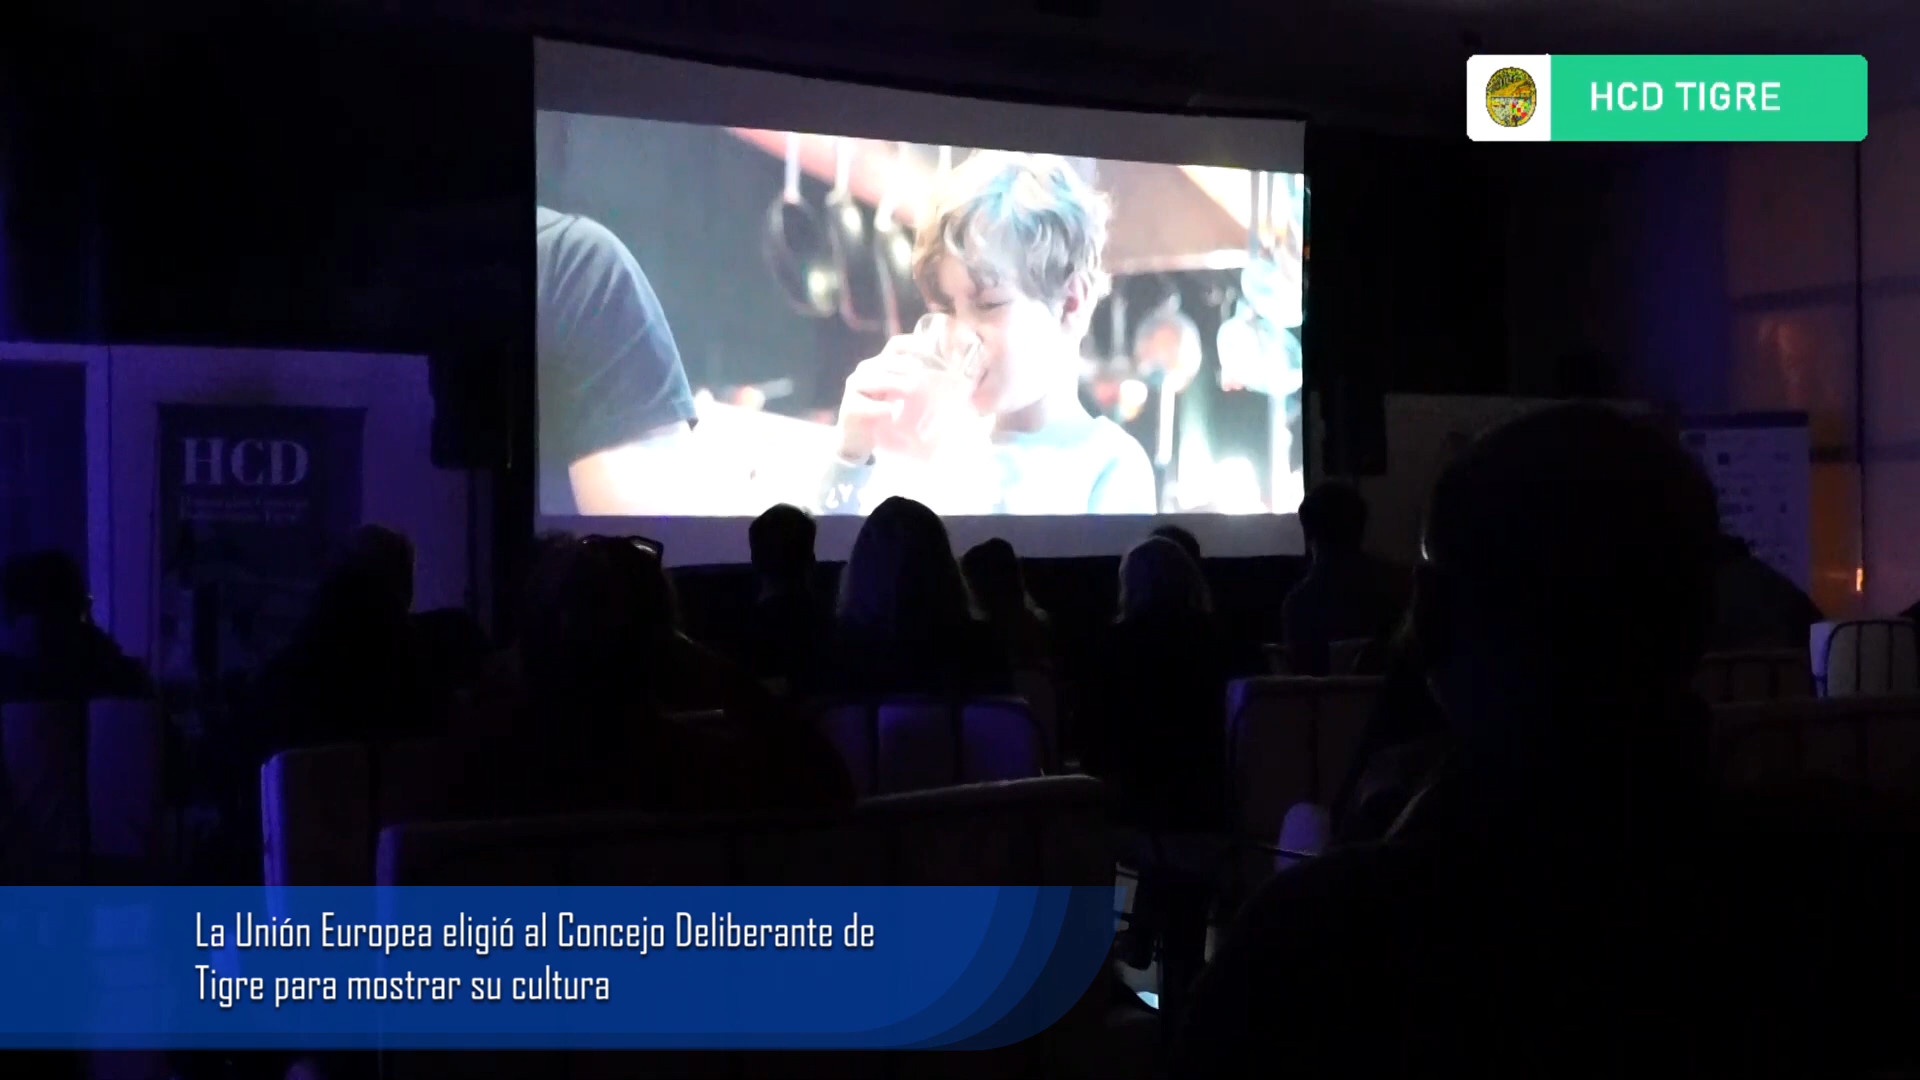 HCD TIGRE
HCD
La Unión Europea eligió al Concejo Deliberante de
Tigre para mostrar su cultura